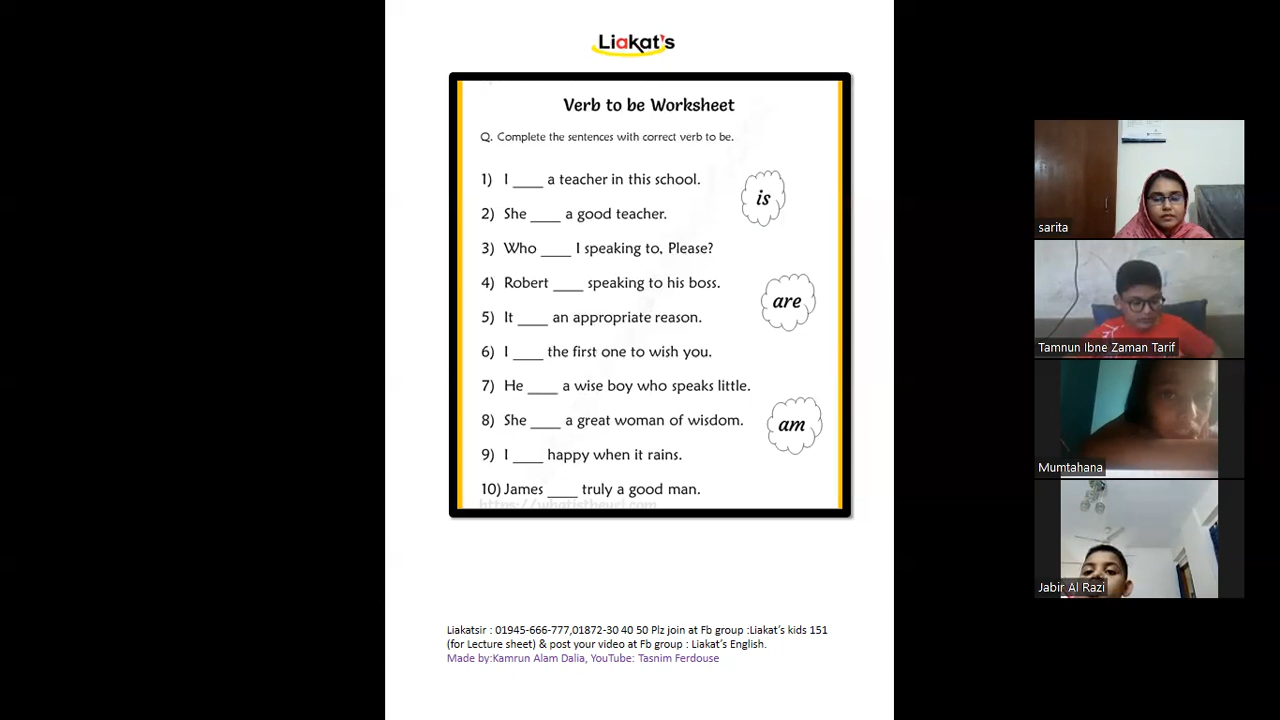 Liakat's
Verb to be Worksheet
Q. Complete the sentences with correct verb to be.
1) I ____ a teacher in this school.
2) She ____ a good teacher.
3) Who ____ I speaking to, Please?
4) Robert ____ speaking to his boss.
5) It ____ an appropriate reason.
6) I ____ the first one to wish you.
7) He ____ a wise boy who speaks little.
8) She ____ a great woman of wisdom.
9) I ____ happy when it rains.
10) James ____ truly a good man.
is
are
am
Liakatsir : 01945-666-777,01872-30 40 50 Plz join at Fb group :Liakat's kids 151
(for Lecture sheet) & post your video at Fb group : Liakat's English.
Made by:Kamrun Alam Dalia, YouTube: Tasnim Ferdouse
sarita
Tamnun Ibne Zaman Tarif
Mumtahana
Jabir Al Razi